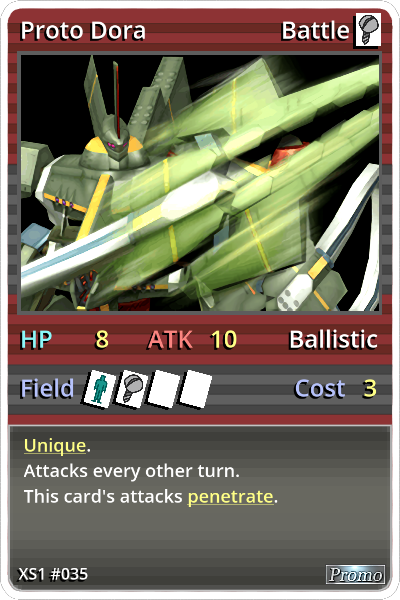 Proto Dora Battle
HP 8 ATK 10 Ballistic
Field Cost 3
Unique.
Attacks every other turn.
This card's attacks penetrate.
XS1 #035 Promo